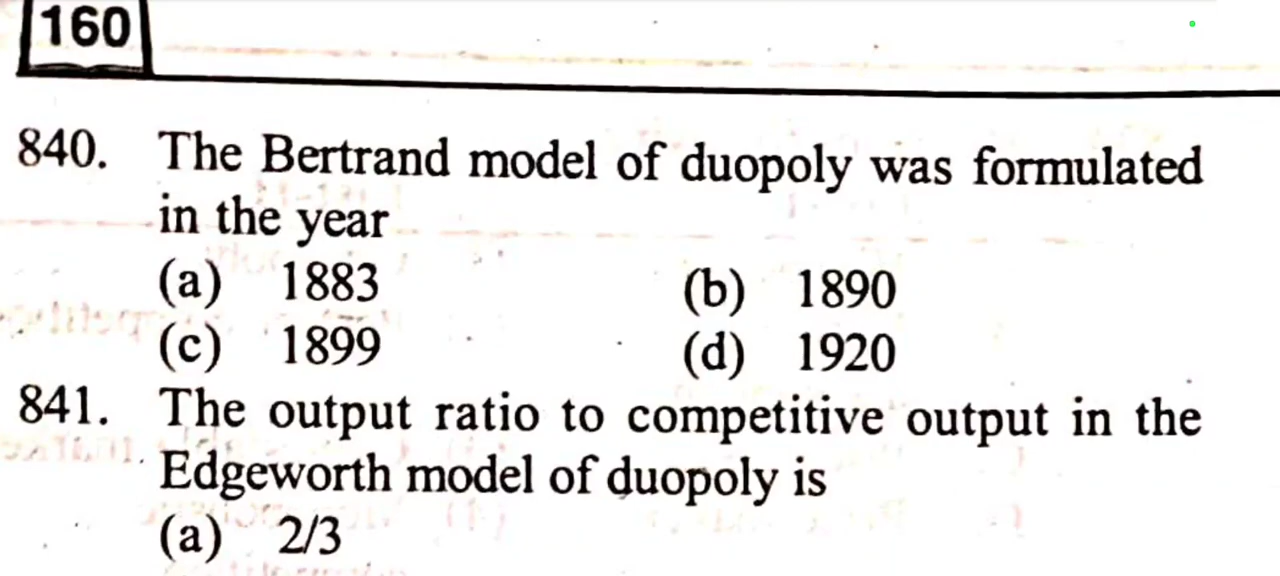 160
840. The Bertrand model of duopoly was formulated
in the year
(a) 1883 (b) 1890
(c) 1899 (d) 1920
841. The output ratio to competitive output in the
Edgeworth model of duopoly is
(a) 2/3